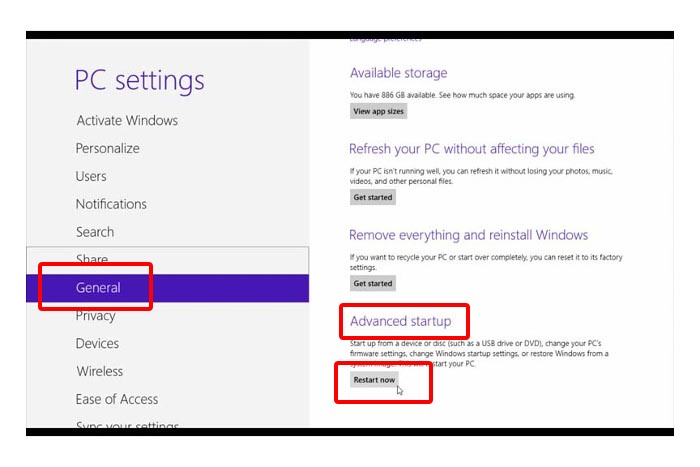 Language preferences
PC settings
Activate Windows
Personalize
Users
Notifications
Search
Share
General
Privacy
Devices
Wireless
Ease of Access
Sync your settings
Available storage
You have 886 GB available. See how much space your apps are using.
View app sizes
Refresh your PC without affecting your files
If your PC isn't running well, you can refresh it without losing your photos, music,
videos, and other personal files.
Get started
Remove everything and reinstall Windows
If you want to recycle your PC or start over completely, you can reset it to its factory
settings.
Get started
Advanced startup
Start up from a device or disc (such as a USB drive or DVD), change your PC's
firmware settings, change Windows startup settings, or restore Windows from a
system image. This will restart your PC.
Restart now